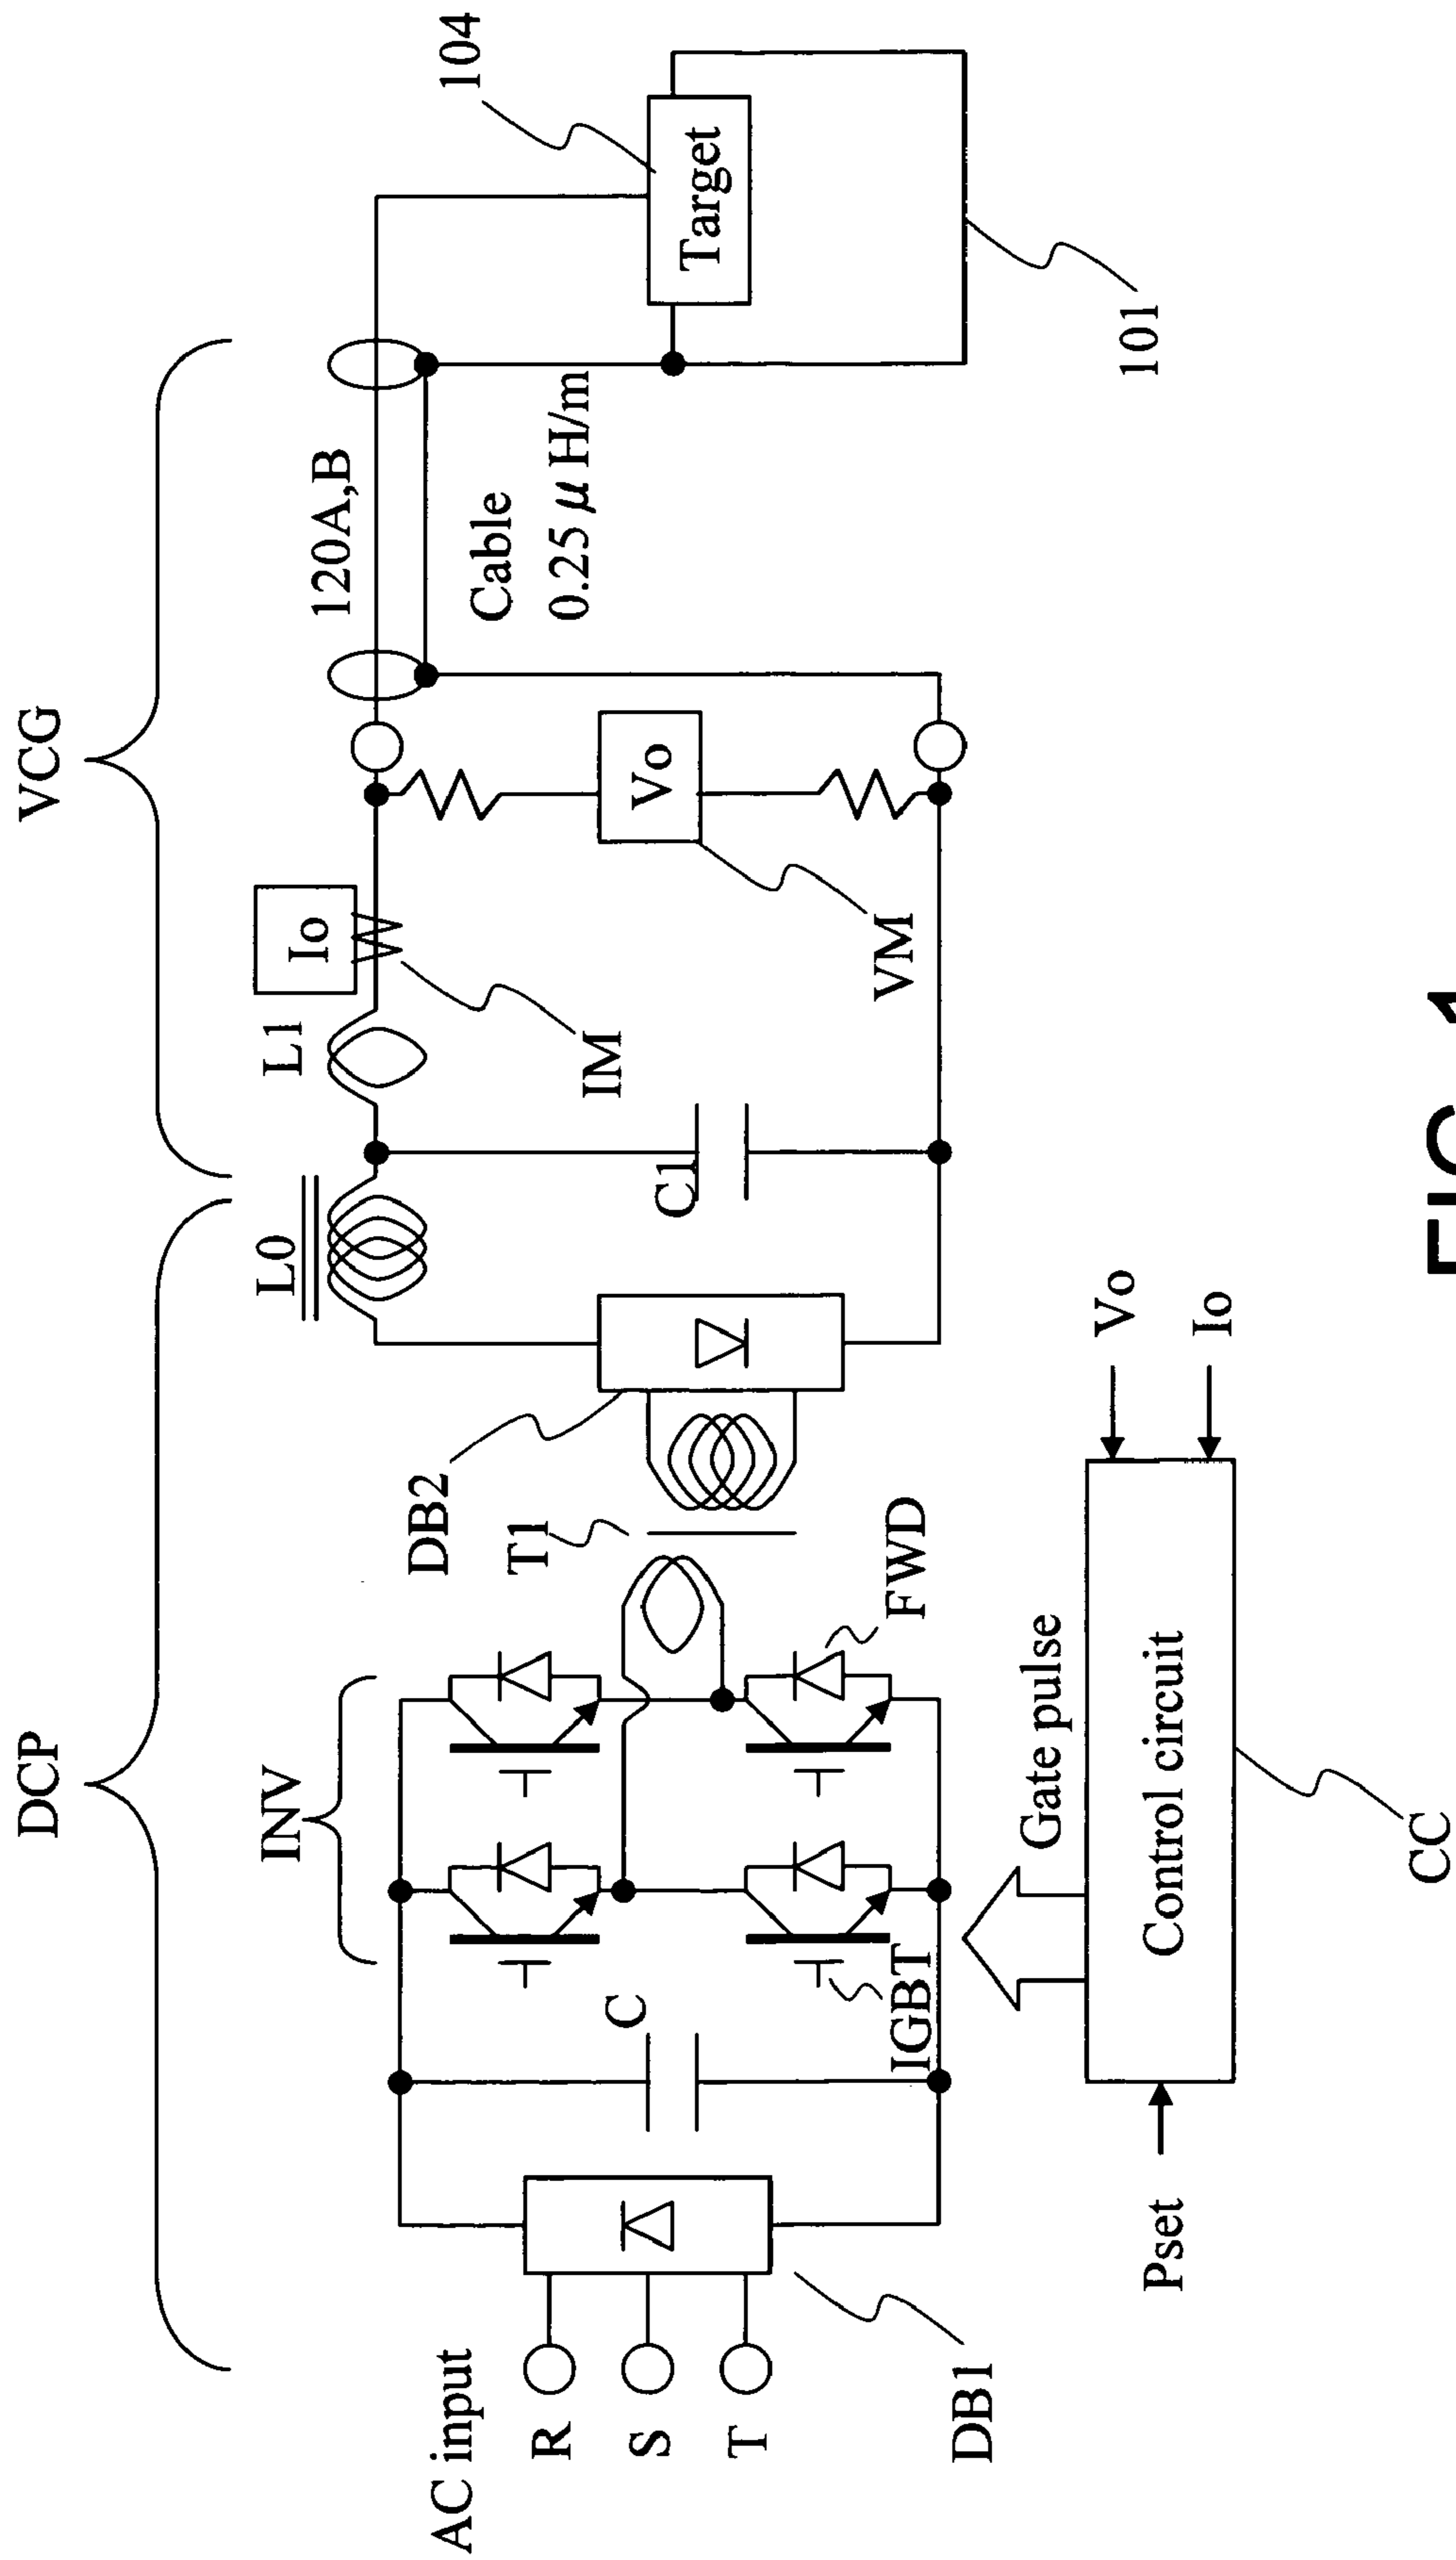 DCP
VCG
INV
L0
L1
Io
120A,B
AC input
R
S
T
DB1
C
IGBT
FWD
T1
DB2
C1
IM
Vo
VM
Cable
0.25 μ H/m
Target
104
101
Gate pulse
Pset
Control circuit
Vo
Io
CC